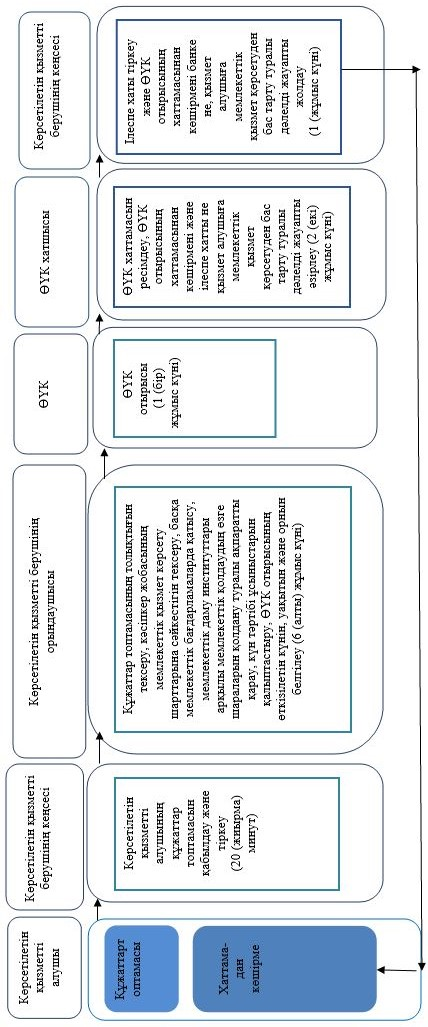 Көрсетілетін
қызметті
алушы
Көрсетілетін қызметті
берушінің кеңсесі
Көрсетілетін қызметті берушінің
орындаушысы
ӨҮК
ӨҮК хатшысы
Көрсетілетін қызметті
берушінің кеңсесі
Құжаттарт
оптамасы
Хаттама-
дан
көшірме
Көрсетілетін
қызметті
алушының
құжаттар
топтамасын
қабылдау және
тіркеу
(20 (жиырма)
минут)
Құжаттар топтамасының толықтығын
тексеру, кәсіпкер жобасының
мемлекеттік қызмет көрсету
шарттарына сәйкестігін тексеру, басқа
мемлекеттік бағдарламаларда қатысу,
мемлекеттік даму институттары
арқылы мемлекеттік қолдаудың өзге
шараларын қолдану туралы ақпаратты
қарау, күн тәртібі ұсыныстарын
қалыптастыру, ӨҮК отырысының
өткізілетін күнін, уақытын және орнын
белгілеу (6 (алты) жұмыс күні)
ӨҮК
отырысы
(1 (бір)
жұмыс күні)
ӨҮК хаттамасын
ресімдеу, ӨҮК
отырысының
хаттамасынан
көшірмені және
ілеспе хатты не
қызмет алушыға
мемлекеттік
қызмет
көрсетуден бас
тарту туралы
дәлелді жауапты
әзірлеу (2 (екі)
жұмыс күні)
Ілеспе хаты тіркеу
және ӨҮК
отырысының
хаттамасынан
көшірмені банке
не, қызмет
алушыға
мемлекеттік
қызмет көрсетуден
бас тарту туралы
дәлелді жауапты
жолдау
(1 (жұмыс күні)